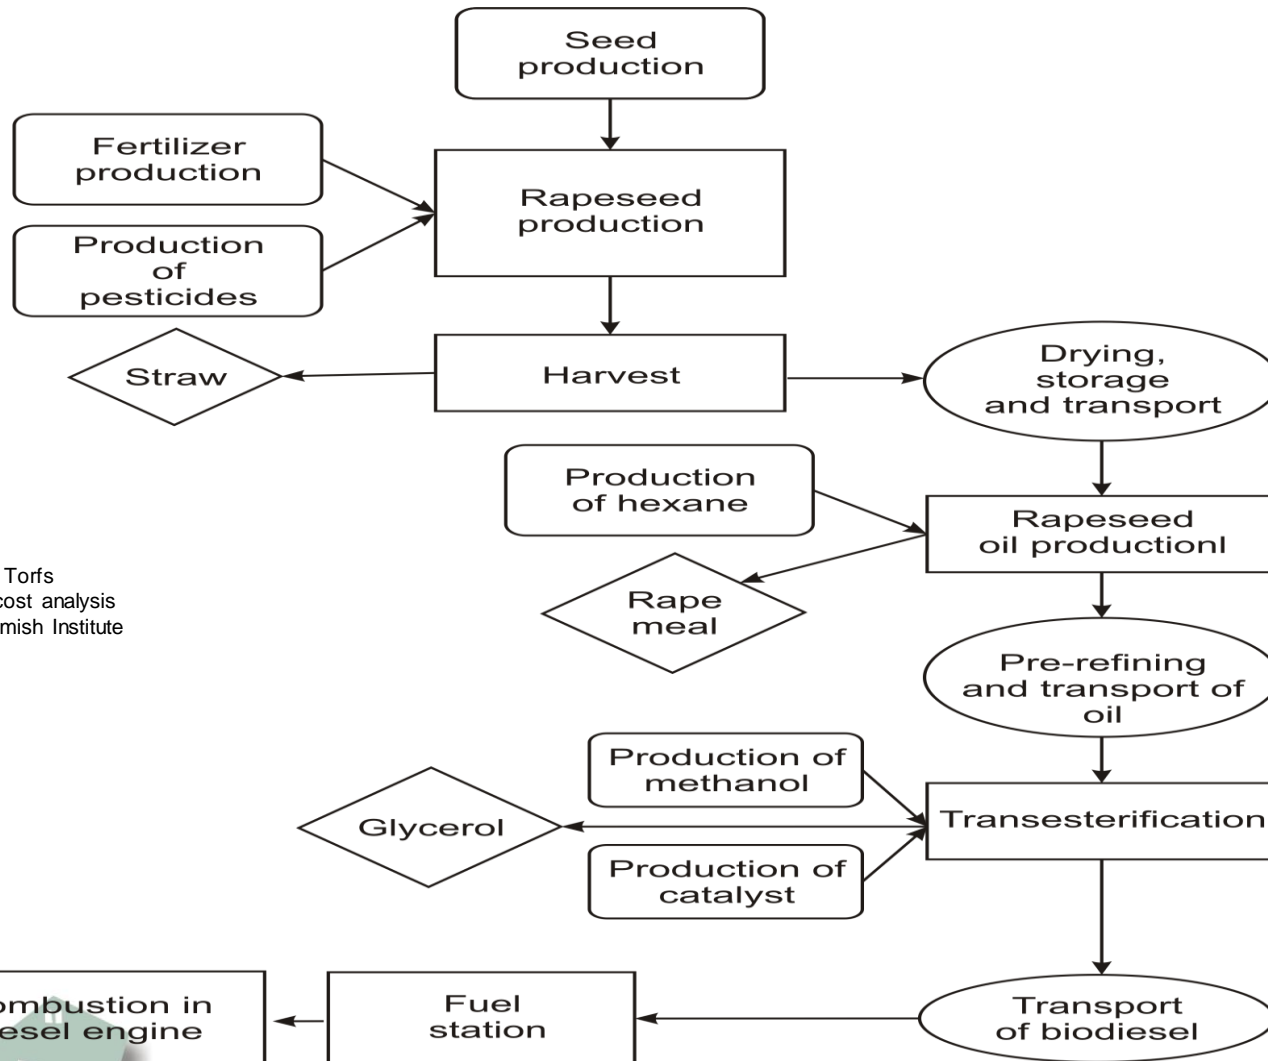 Seed
production
Fertilizer
production
Rapeseed
production
Production
of
pesticides
Straw
Harvest
Drying,
storage
and transport
Production
of hexane
Rapeseed
oil productionl
Torfs
cost analysis
mish Institute
Rape
meal
Pre-refining
and transport of
oil
Production of
methanol
Glycerol
Transesterification
Production of
catalyst
ombustion in
esel engine
Fuel
station
Transport
of biodiesel